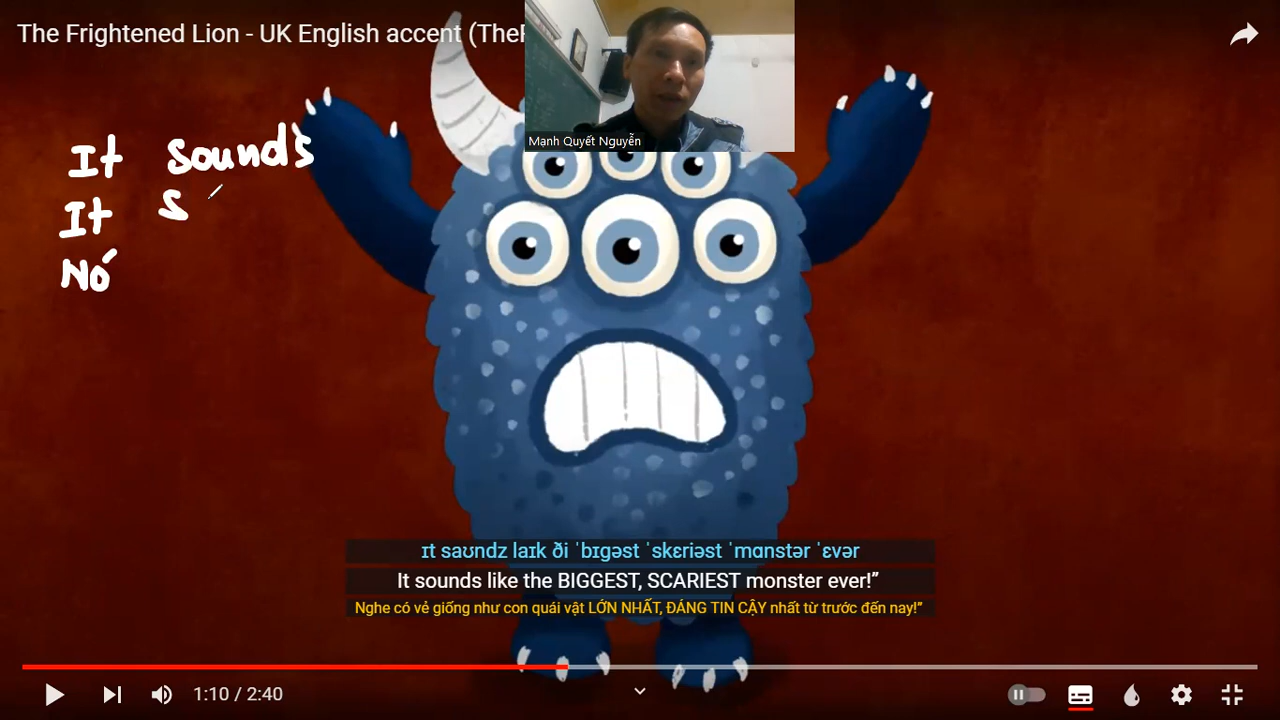 The Frightened Lion - UK English accent (TheF
Mạnh Quyết Nguyễn
It sounds
It s
Nó
ɪt saʊndz laɪk ði ˈbɪgəst ˈskɛriəst ˈmɑnstər ˈɛvər
It sounds like the BIGGEST, SCARIEST monster ever!”
Nghe có vẻ giống như con quái vật LỚN NHẤT, ĐÁNG TIN CẬY nhất từ trước đến nay!”
1:10 / 2:40